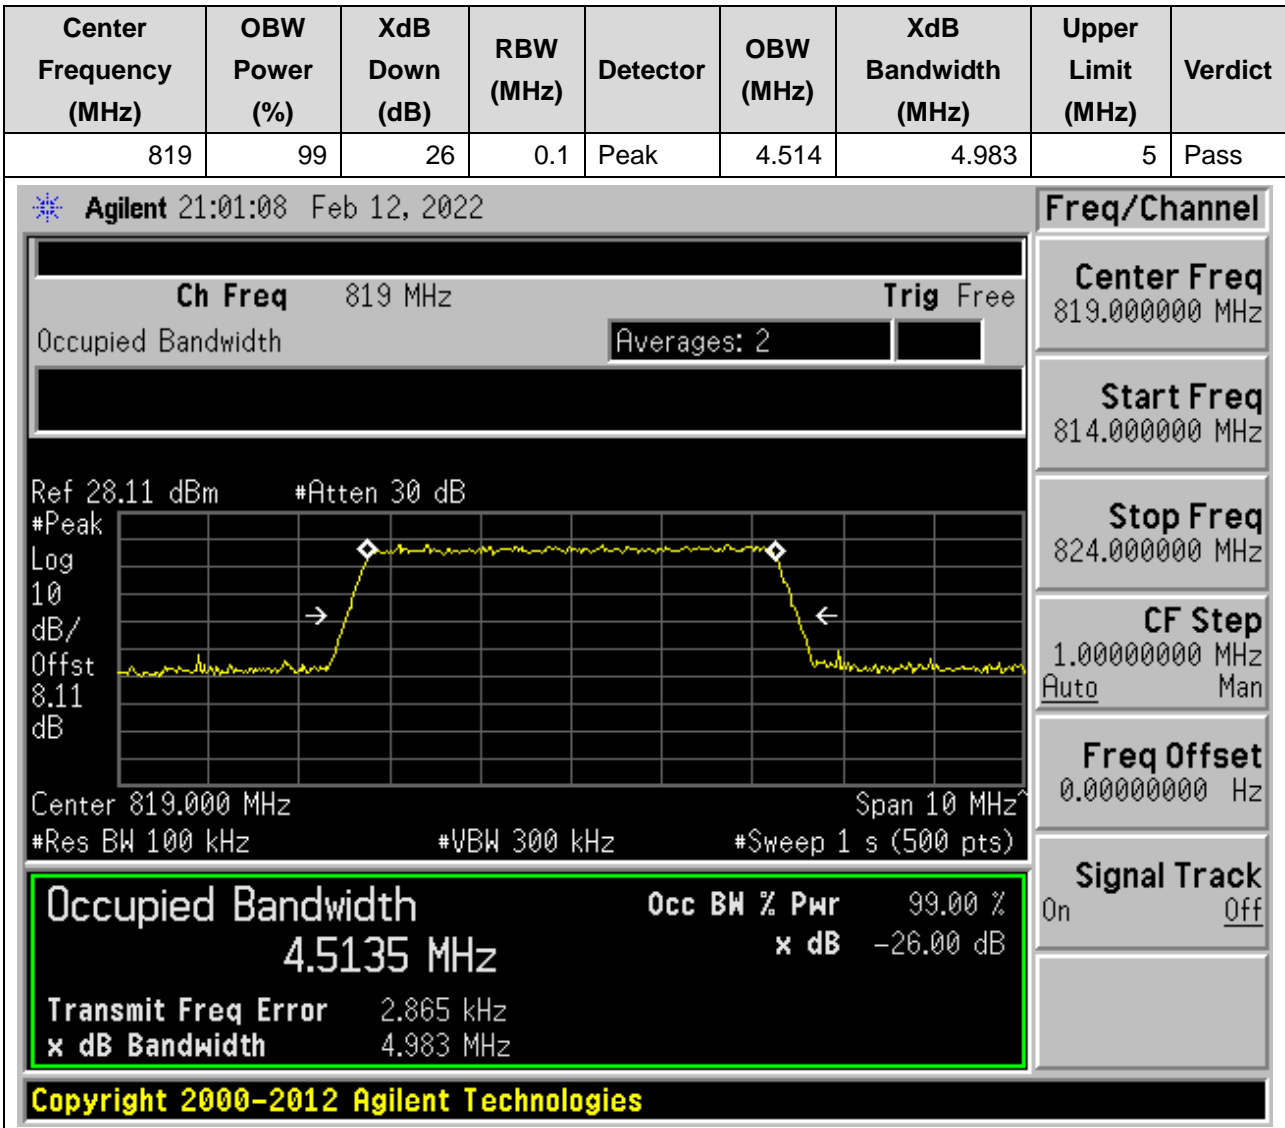 Center Frequency (MHz) OBW Power (%) XdB Down (dB) RBW (MHz) Detector OBW (MHz) XdB Bandwidth (MHz) Upper Limit (MHz) Verdict
819 99 26 0.1 Peak 4.514 4.983 5 Pass
Agilent 21:01:08 Feb 12, 2022
Freq/Channel
Ch Freq 819 MHz Trig Free
Occupied Bandwidth Averages: 2
Center Freq
819.000000 MHz
Start Freq
814.000000 MHz
Stop Freq
824.000000 MHz
CF Step
1.00000000 MHz
Auto Man
Freq Offset
0.00000000 Hz
Signal Track
On Off
Ref 28.11 dBm #Atten 30 dB
#Peak
Log
10
dB/
Offst
8.11
dB
Center 819.000 MHz Span 10 MHz^
#Res BW 100 kHz #VBW 300 kHz #Sweep 1 s (500 pts)
Occupied Bandwidth Occ BW % Pwr 99.00 %
4.5135 MHz x dB -26.00 dB
Transmit Freq Error 2.865 kHz
x dB Bandwidth 4.983 MHz
Copyright 2000-2012 Agilent Technologies